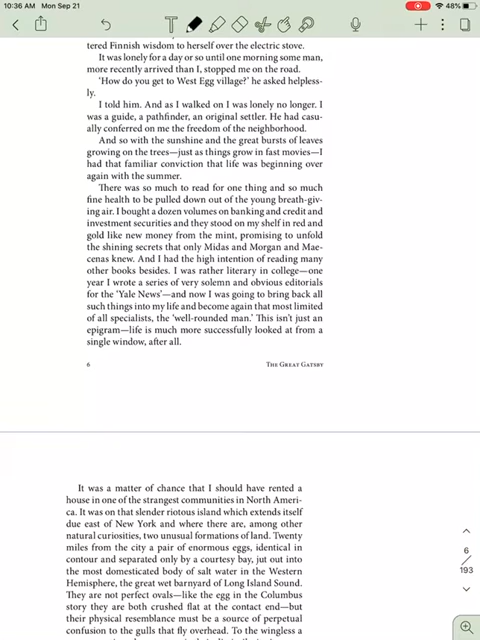 10:36 AM Mon Sep 21
48%
tered Finnish wisdom to herself over the electric stove.
It was lonely for a day or so until one morning some man,
more recently arrived than I, stopped me on the road.
‘How do you get to West Egg village?’ he asked helpless-
ly.
I told him. And as I walked on I was lonely no longer. I
was a guide, a pathfinder, an original settler. He had casu-
ally conferred on me the freedom of the neighborhood.
And so with the sunshine and the great bursts of leaves
growing on the trees—just as things grow in fast movies—I
had that familiar conviction that life was beginning over
again with the summer.
There was so much to read for one thing and so much
fine health to be pulled down out of the young breath-giv-
ing air. I bought a dozen volumes on banking and credit and
investment securities and they stood on my shelf in red and
gold like new money from the mint, promising to unfold
the shining secrets that only Midas and Morgan and Mae-
cenas knew. And I had the high intention of reading many
other books besides. I was rather literary in college—one
year I wrote a series of very solemn and obvious editorials
for the ‘Yale News’—and now I was going to bring back all
such things into my life and become again that most limited
of all specialists, the ‘well-rounded man.’ This isn’t just an
epigram—life is much more successfully looked at from a
single window, after all.
6 The Great Gatsby
It was a matter of chance that I should have rented a
house in one of the strangest communities in North Ameri-
ca. It was on that slender riotous island which extends itself
due east of New York and where there are, among other
natural curiosities, two unusual formations of land. Twenty
miles from the city a pair of enormous eggs, identical in
contour and separated only by a courtesy bay, jut out into
the most domesticated body of salt water in the Western
Hemisphere, the great wet barnyard of Long Island Sound.
They are not perfect ovals—like the egg in the Columbus
story they are both crushed flat at the contact end—but
their physical resemblance must be a source of perpetual
confusion to the gulls that fly overhead. To the wingless a
6
193